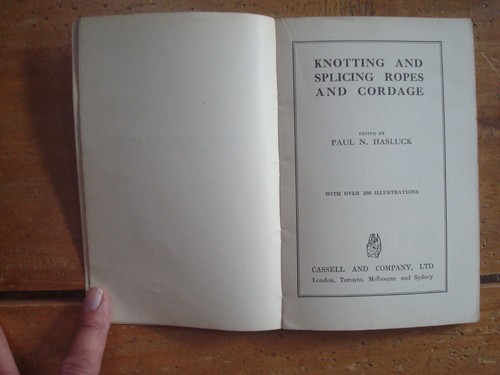 KNOTTING AND
SPLICING ROPES
AND CORDAGE
EDITED BY
PAUL N. HASLUCK
WITH OVER 200 ILLUSTRATIONS
CASSELL AND COMPANY, LTD
London, Toronto, Melbourne and Sydney